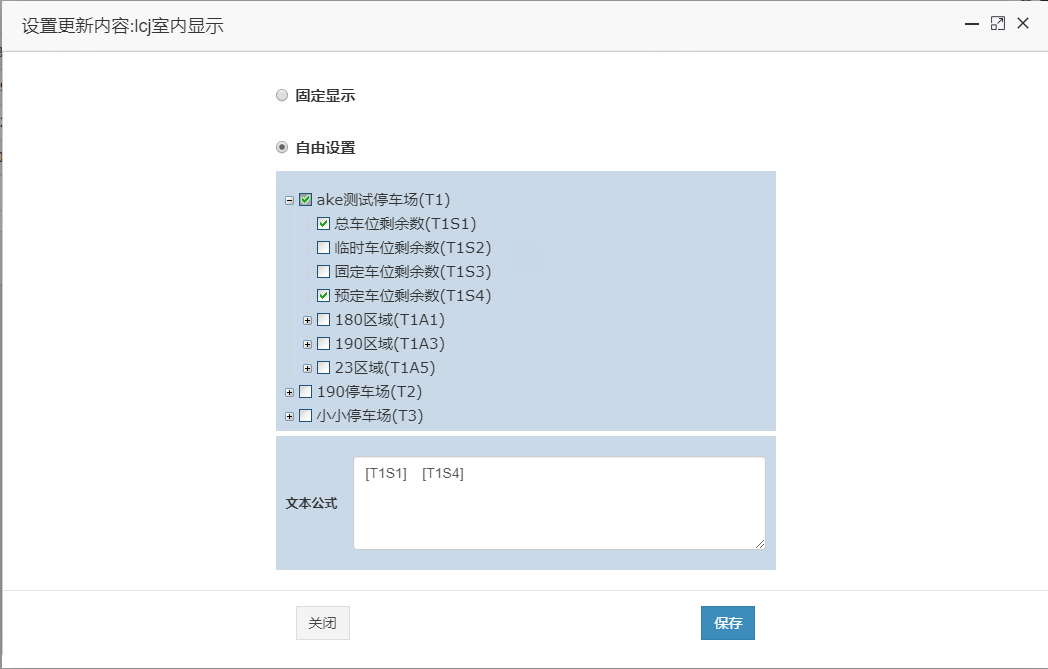 设置更新内容:lcj室内显示
固定显示
自由设置
ake测试停车场(T1)
总车位剩余数(T1S1)
临时车位剩余数(T1S2)
固定车位剩余数(T1S3)
预定车位剩余数(T1S4)
180区域(T1A1)
190区域(T1A3)
23区域(T1A5)
190停车场(T2)
小小停车场(T3)
文本公式
[T1S1] [T1S4]
关闭 保存